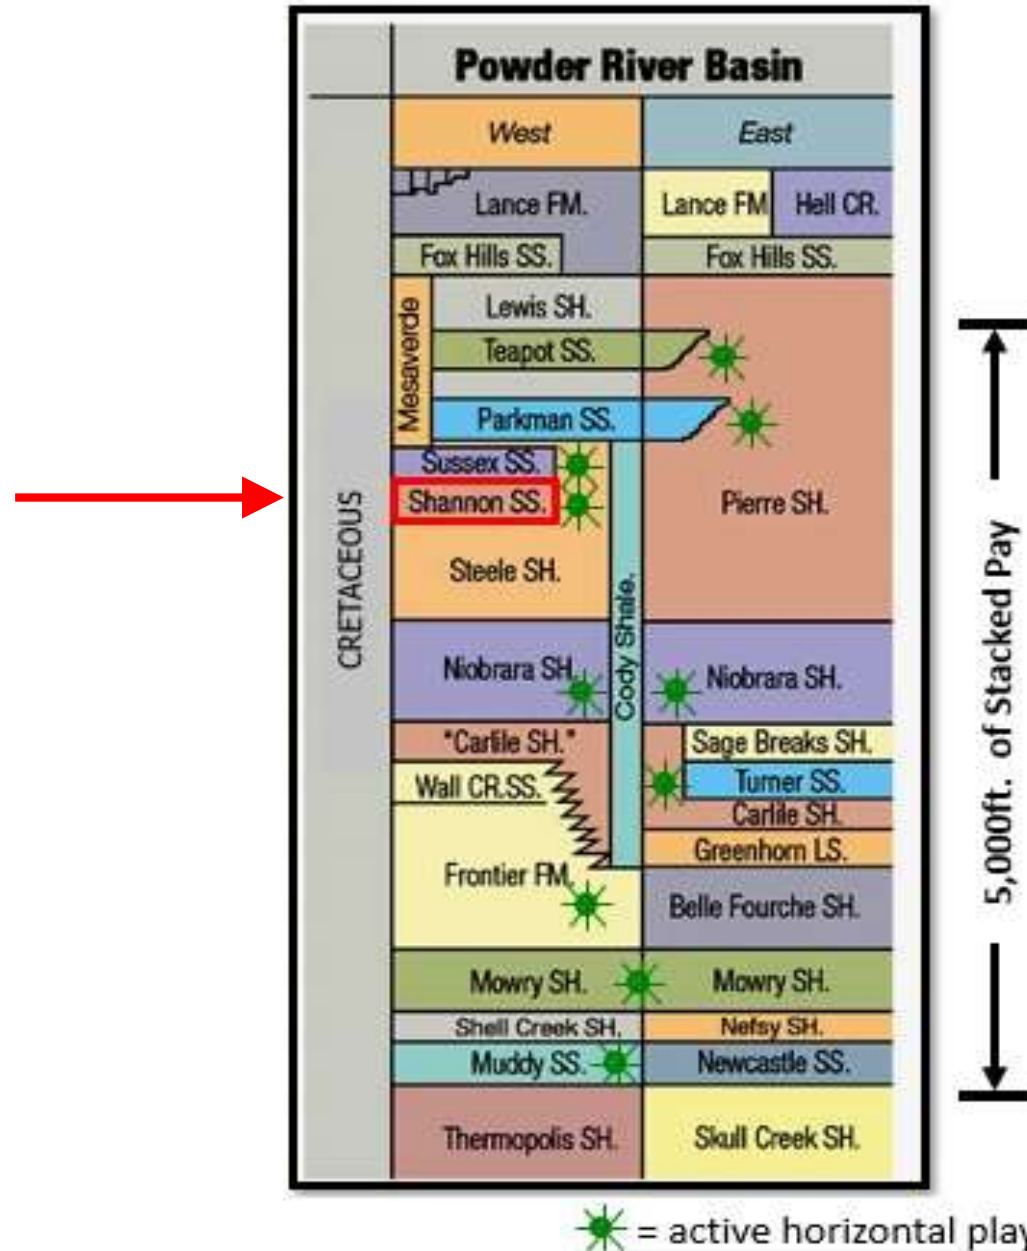 Powder River Basin
West
East
Lance FM.
Lance FM
Hell CR.
Fox Hills SS.
Fox Hills SS.
Mesaverde
Lewis SH.
Teapot SS.
Parkman SS.
Sussex SS.
Shannon SS.
Pierre SH.
Steele SH.
CRETACEOUS
Cody Shale.
Niobrara SH.
Niobrara SH.
"Carlile SH."
Sage Breaks SH.
Wall CR.SS.
Turner SS.
Carlile SH.
Greenhorn LS.
Frontier FM.
Belle Fourche SH.
Mowry SH.
Mowry SH.
Shell Creek SH.
Nefsy SH.
Muddy SS.
Newcastle SS.
Thermopolis SH.
Skull Creek SH.
5,000ft. of Stacked Pay
= active horizontal play